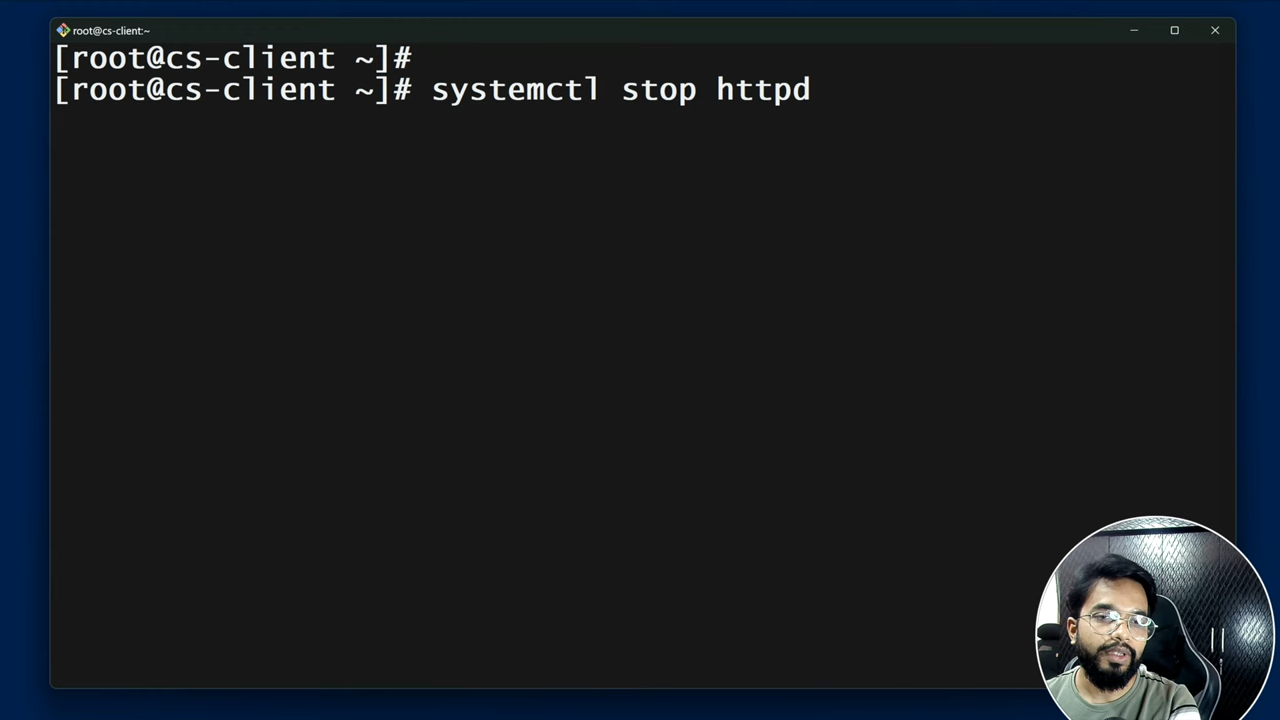 root@cs-client:~
[root@cs-client ~]#
[root@cs-client ~]# systemctl stop httpd